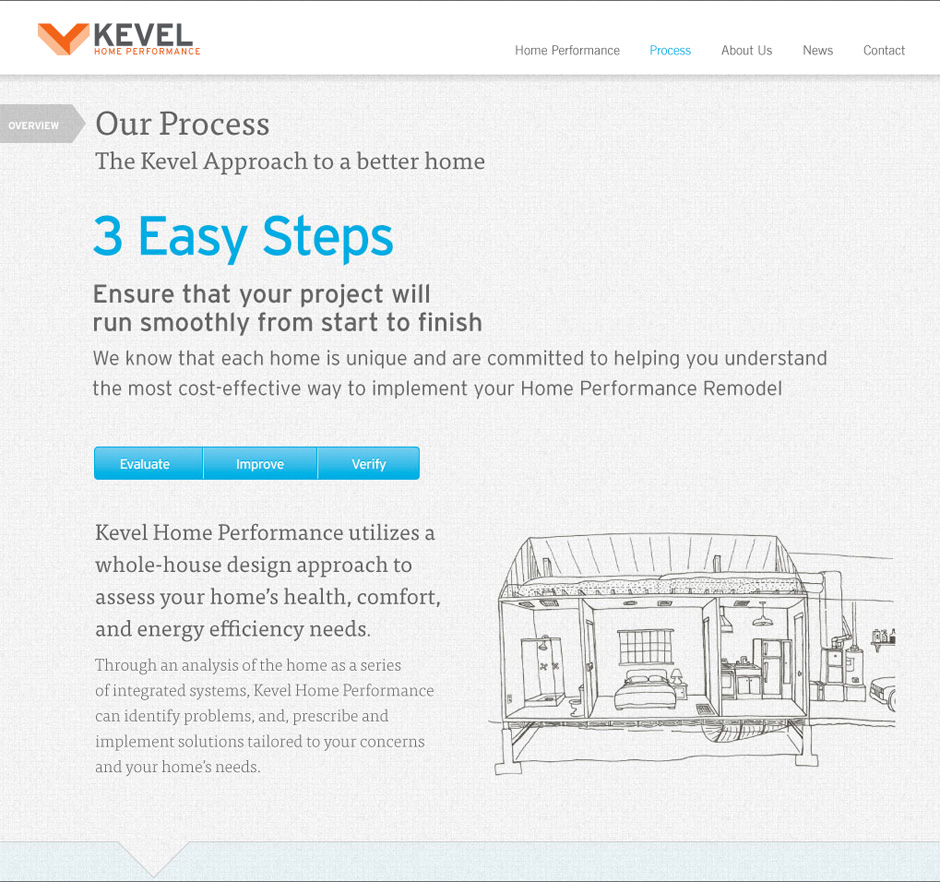 KEVEL
HOME PERFORMANCE
Home Performance Process About Us News Contact
OVERVIEW
Our Process
The Kevel Approach to a better home
3 Easy Steps
Ensure that your project will
run smoothly from start to finish
We know that each home is unique and are committed to helping you understand
the most cost-effective way to implement your Home Performance Remodel
Evaluate Improve Verify
Kevel Home Performance utilizes a
whole-house design approach to
assess your home’s health, comfort,
and energy efficiency needs.
Through an analysis of the home as a series
of integrated systems, Kevel Home Performance
can identify problems, and, prescribe and
implement solutions tailored to your concerns
and your home’s needs.